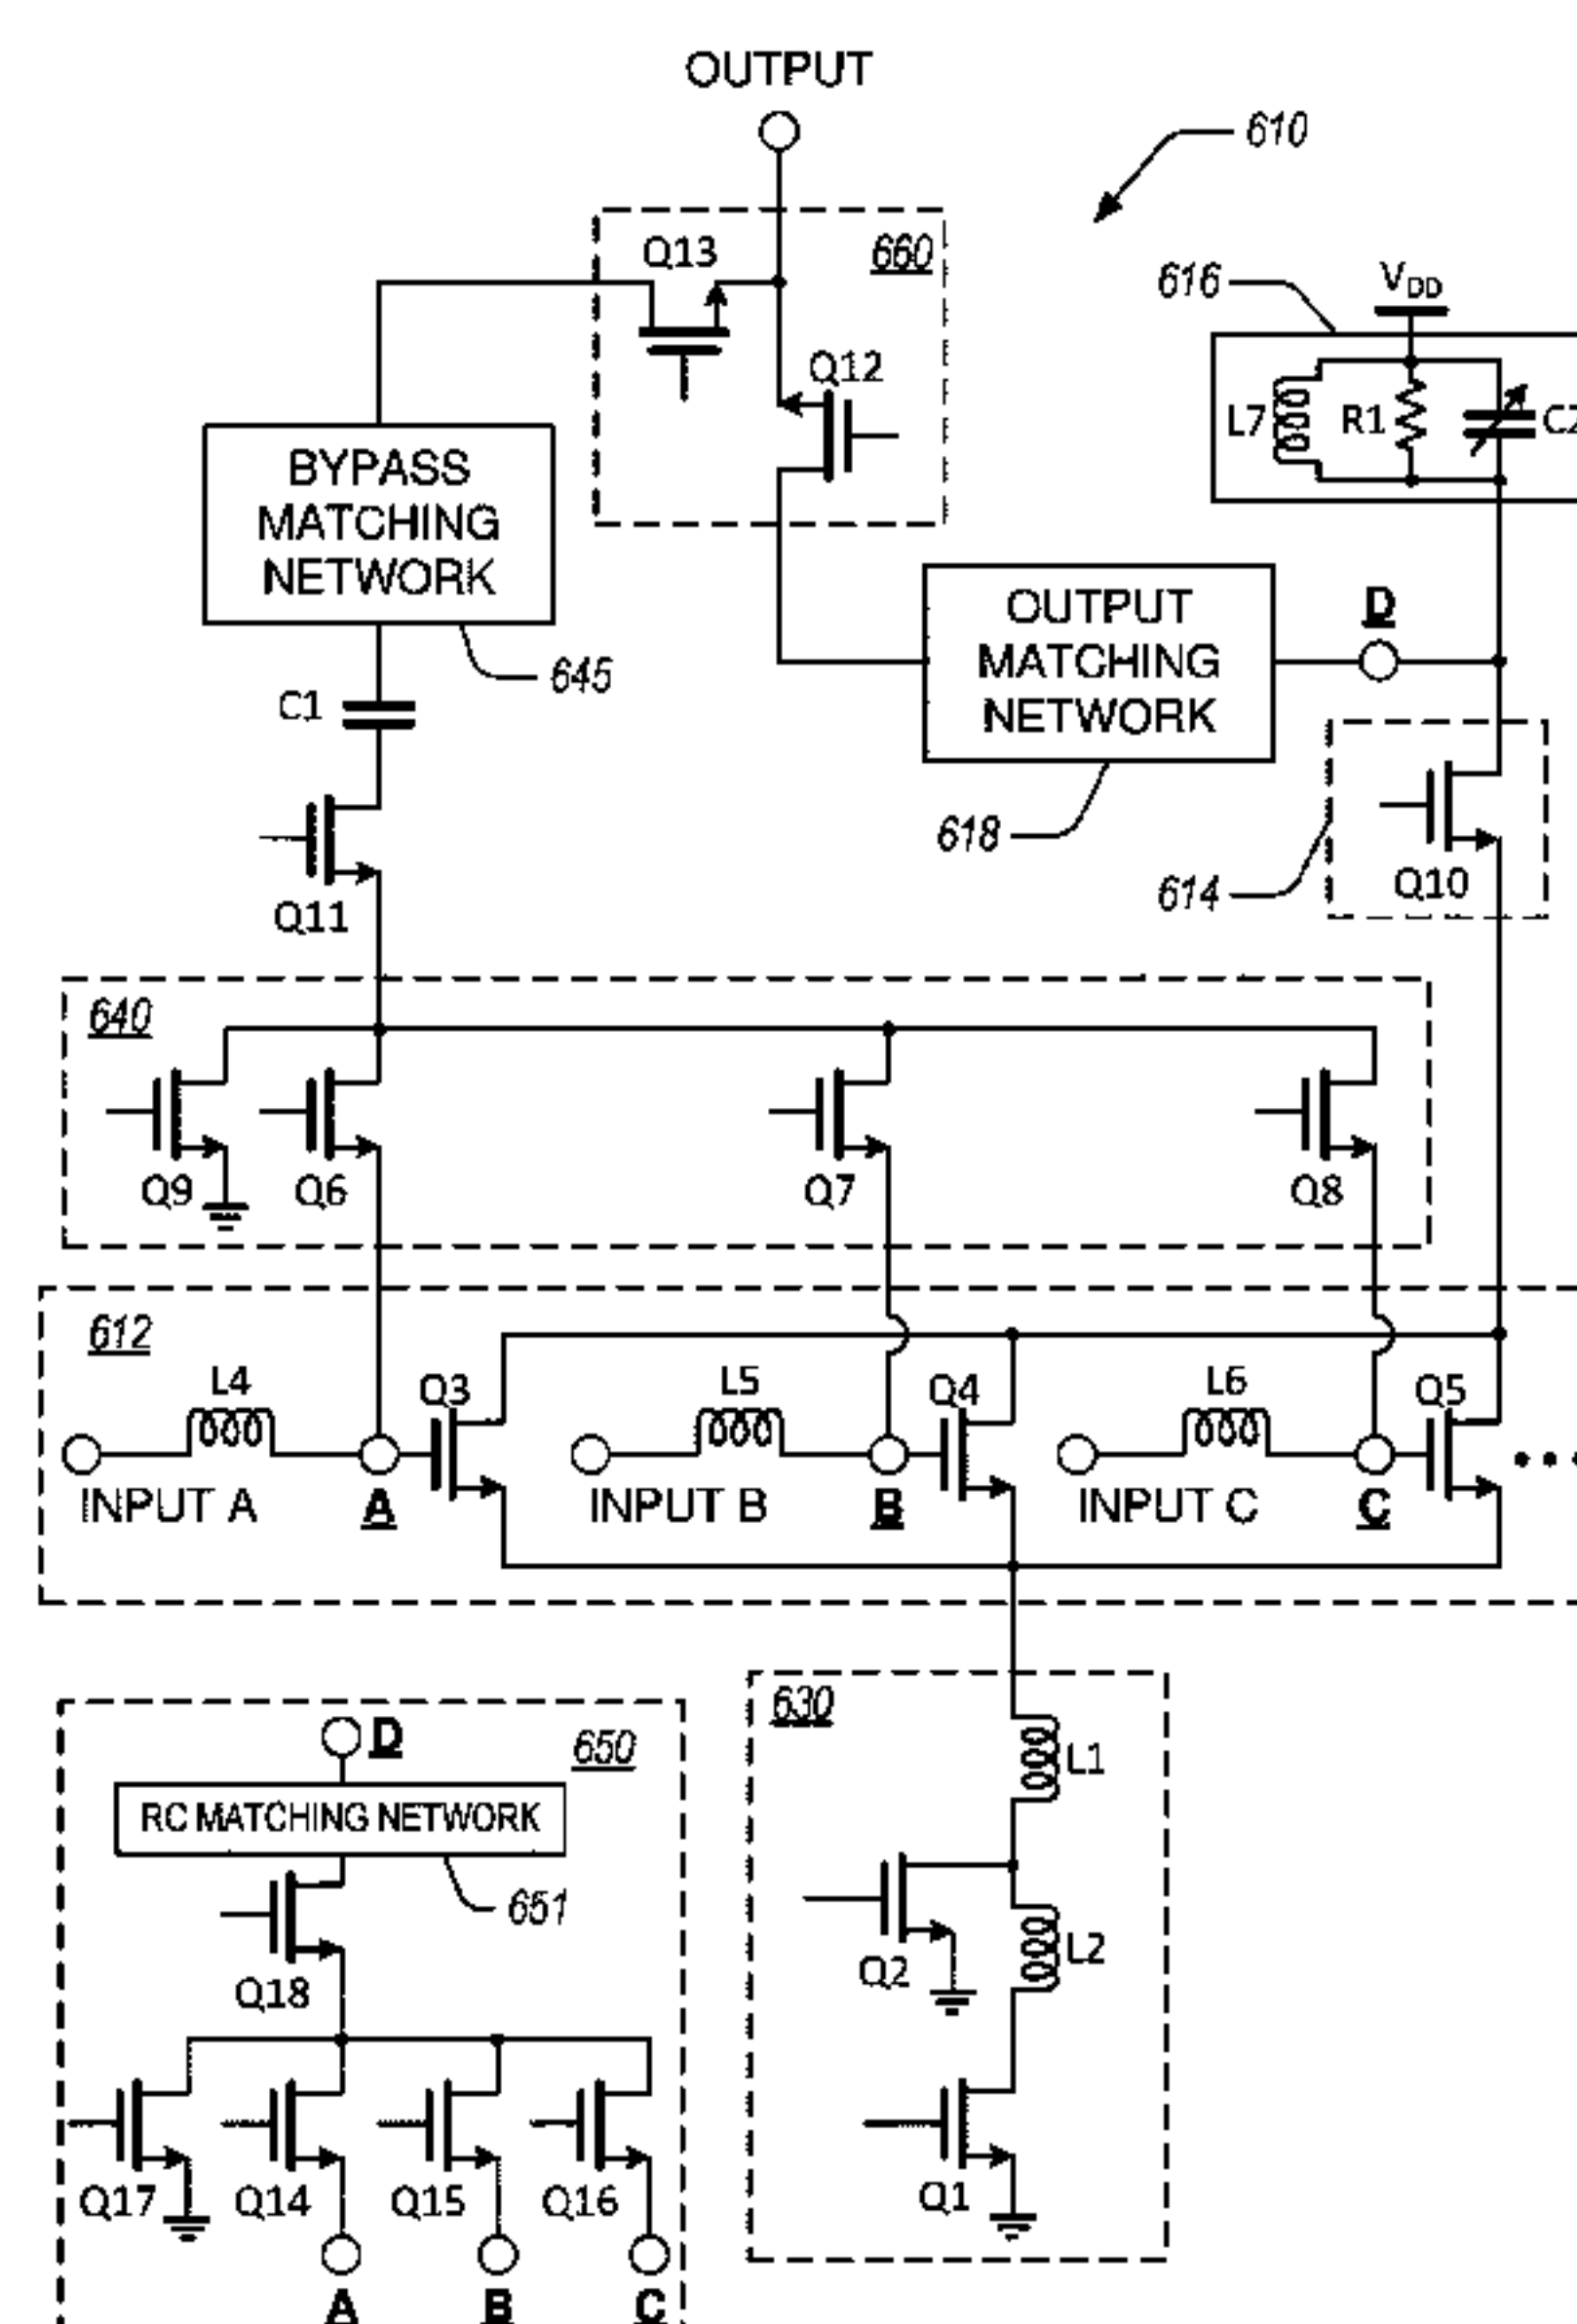 OUTPUT
610
Q13
660
616
VDD
Q12
L7
R1
C2
BYPASS
MATCHING
NETWORK
OUTPUT
MATCHING
NETWORK
D
645
C1
618
614
Q10
Q11
640
Q9
Q6
Q7
Q8
612
L4
Q3
L5
Q4
L6
Q5
INPUT A
A
INPUT B
B
INPUT C
C
630
D
650
L1
RC MATCHING NETWORK
651
Q18
Q2
L2
Q17
Q14
Q15
Q16
Q1
A
B
C